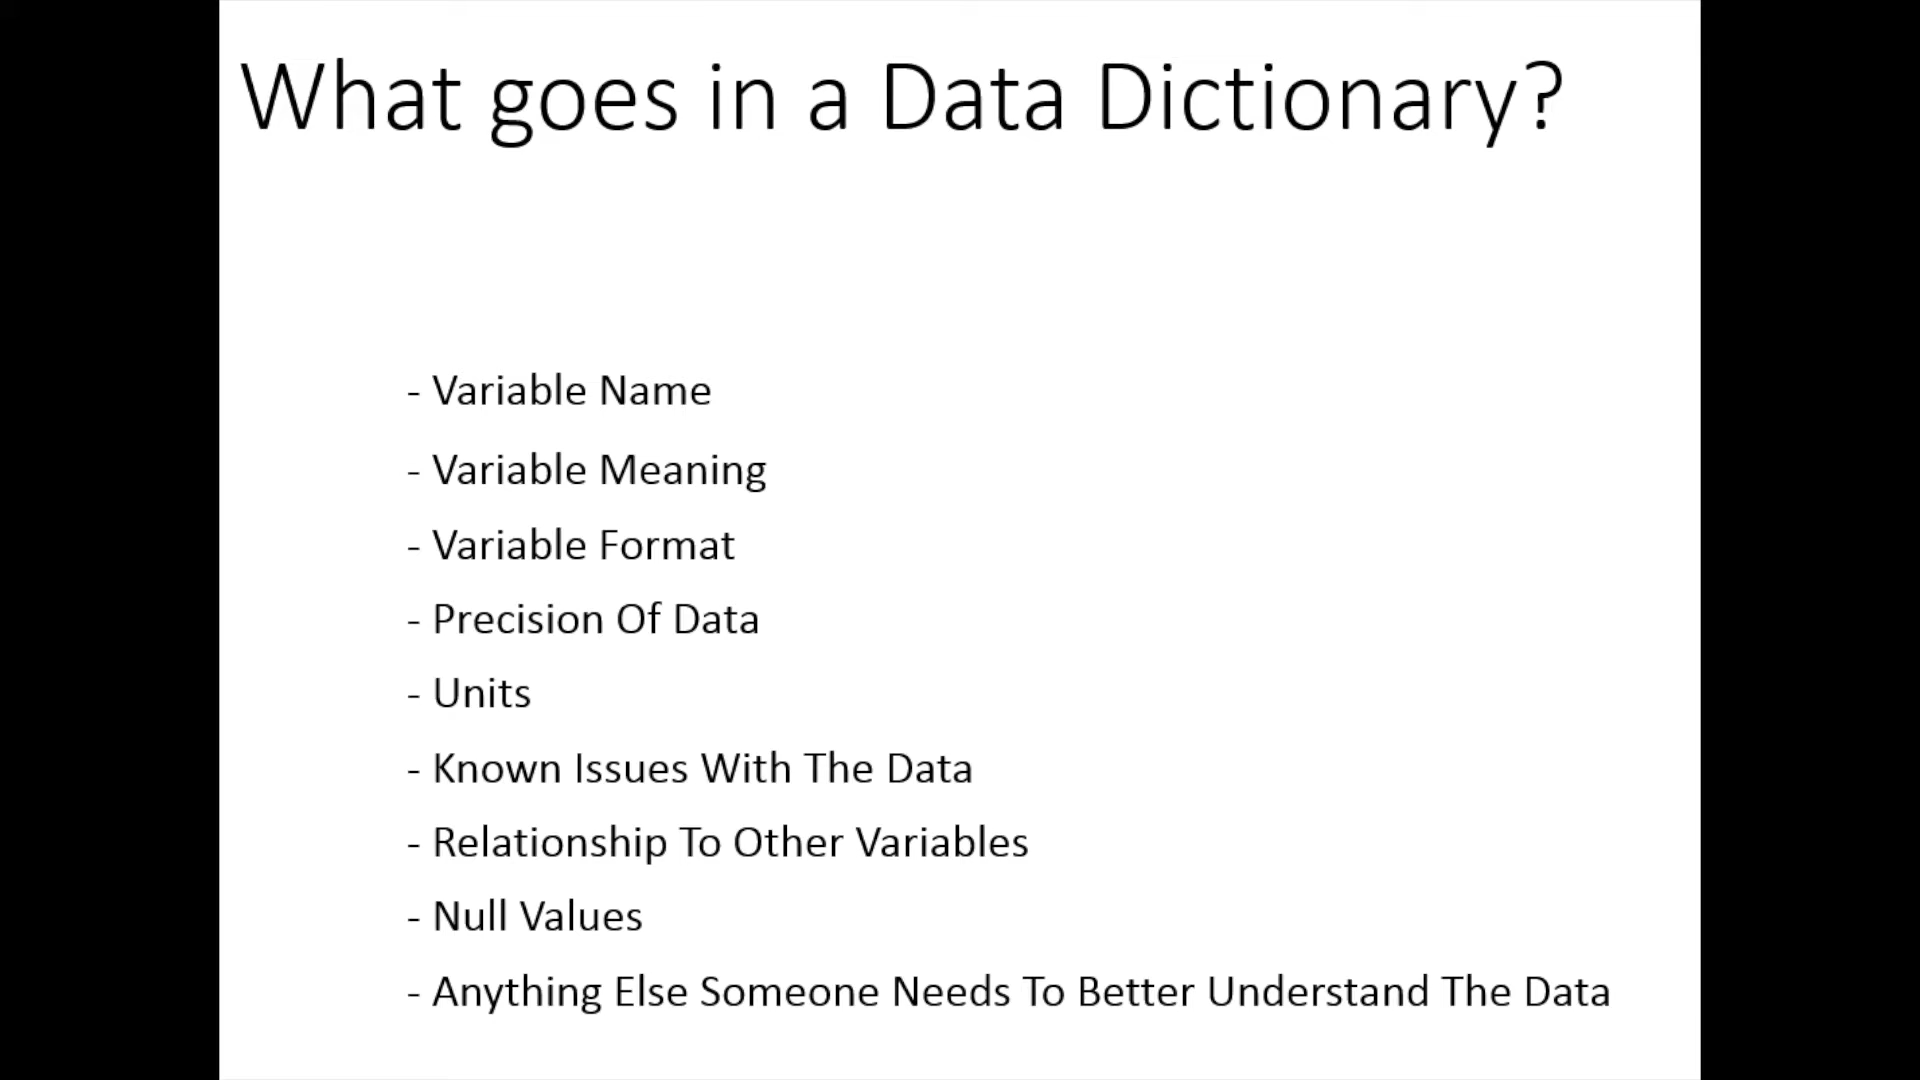 What goes in a Data Dictionary?
- Variable Name
- Variable Meaning
- Variable Format
- Precision Of Data
- Units
- Known Issues With The Data
- Relationship To Other Variables
- Null Values
- Anything Else Someone Needs To Better Understand The Data